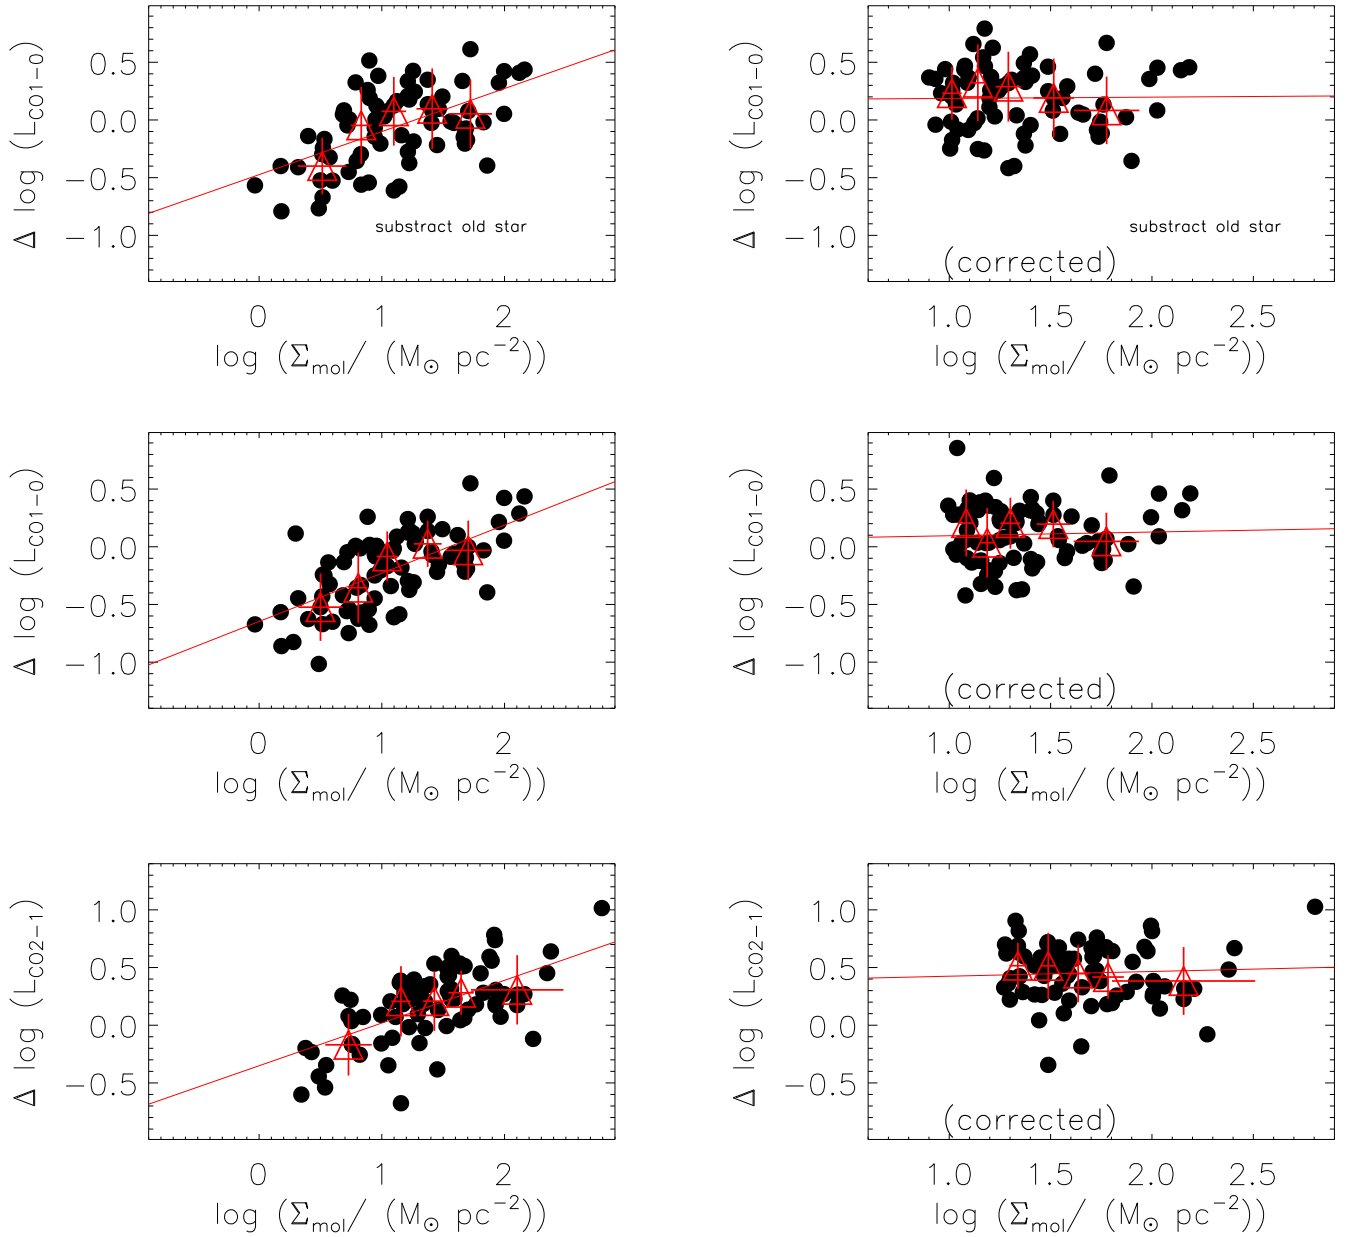 Δ log (L_CO1-0)
0.5
0.0
-0.5
-1.0
substract old star
0 1 2
log (Σ_mol/ (M_⊙ pc^-2))
Δ log (L_CO1-0)
0.5
0.0
-0.5
-1.0
substract old star
(corrected)
1.0 1.5 2.0 2.5
log (Σ_mol/ (M_⊙ pc^-2))
Δ log (L_CO1-0)
0.5
0.0
-0.5
-1.0
0 1 2
log (Σ_mol/ (M_⊙ pc^-2))
Δ log (L_CO1-0)
0.5
0.0
-0.5
-1.0
(corrected)
1.0 1.5 2.0 2.5
log (Σ_mol/ (M_⊙ pc^-2))
Δ log (L_CO2-1)
1.0
0.5
0.0
-0.5
0 1 2
log (Σ_mol/ (M_⊙ pc^-2))
Δ log (L_CO2-1)
1.0
0.5
0.0
-0.5
(corrected)
1.0 1.5 2.0 2.5
log (Σ_mol/ (M_⊙ pc^-2))